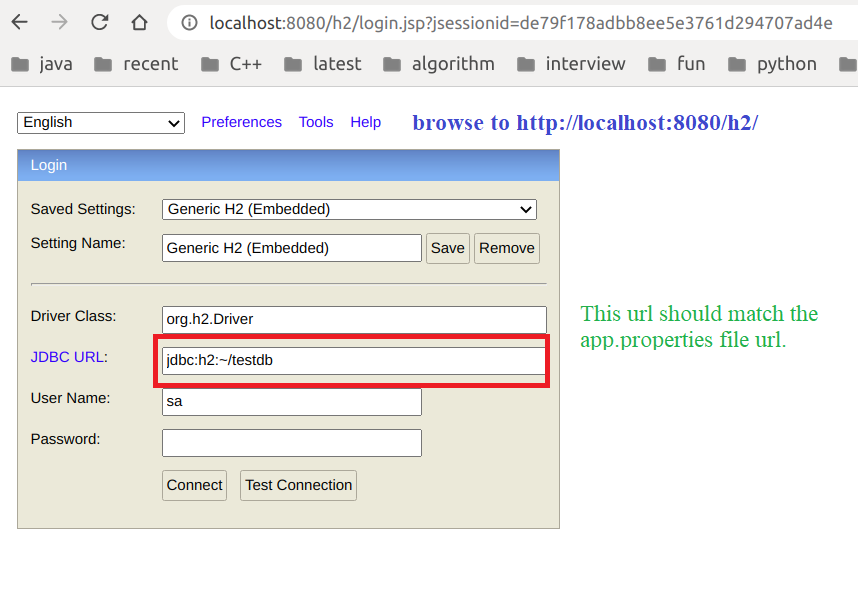 localhost:8080/h2/login.jsp?jsessionid=de79f178adbb8ee5e3761d294707ad4e
java recent C++ latest algorithm interview fun python
English Preferences Tools Help browse to http://localhost:8080/h2/
Login
Saved Settings: Generic H2 (Embedded)
Setting Name: Generic H2 (Embedded) Save Remove
Driver Class: org.h2.Driver
This url should match the
app.properties file url.
JDBC URL: jdbc:h2:~/testdb
User Name: sa
Password:
Connect Test Connection